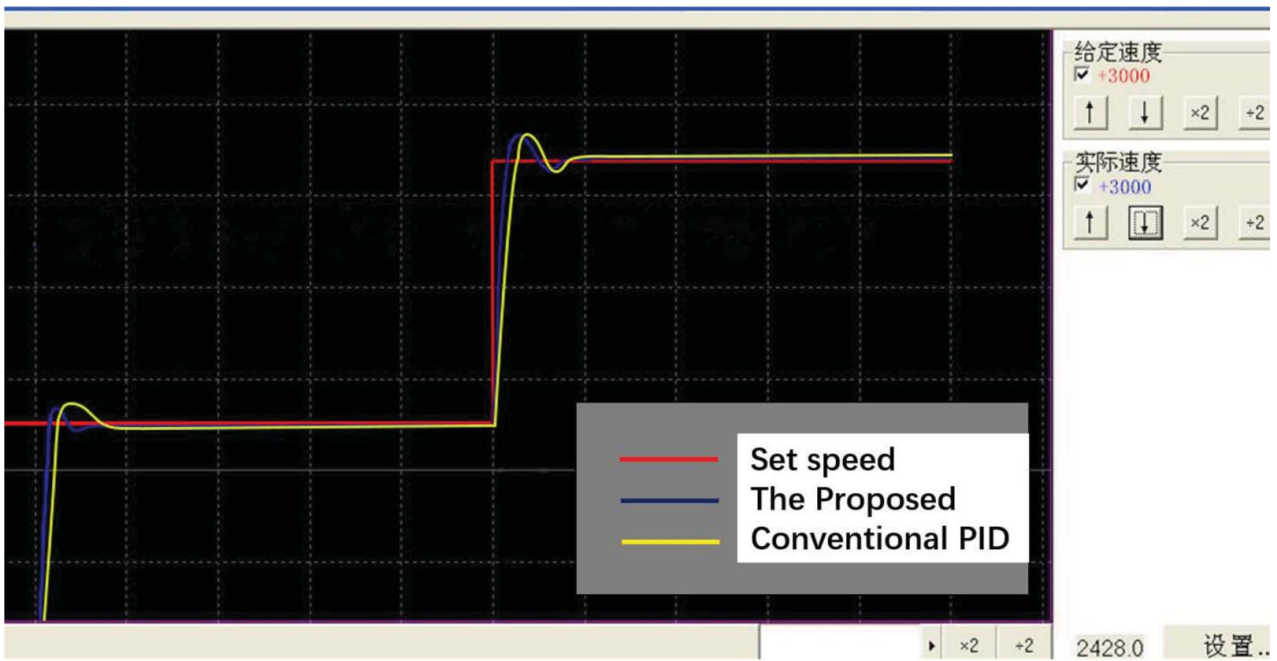 给定速度
+3000
↑ ↓ ×2 ÷2
实际速度
+3000
↑ ↓ ×2 ÷2
Set speed
The Proposed
Conventional PID
×2 ÷2 2428.0 设置..